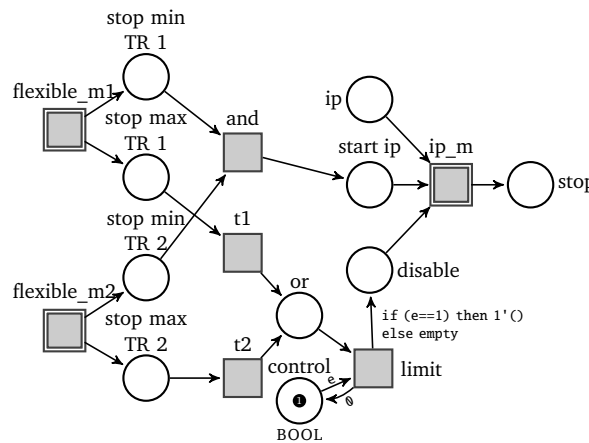 stop min
TR 1
flexible_m1
stop max
TR 1
and
ip
start ip
ip_m
stop
stop min
TR 2
t1
flexible_m2
stop max
TR 2
or
disable
if (e==1) then 1'()
else empty
t2
control
e
0
limit
1
BOOL